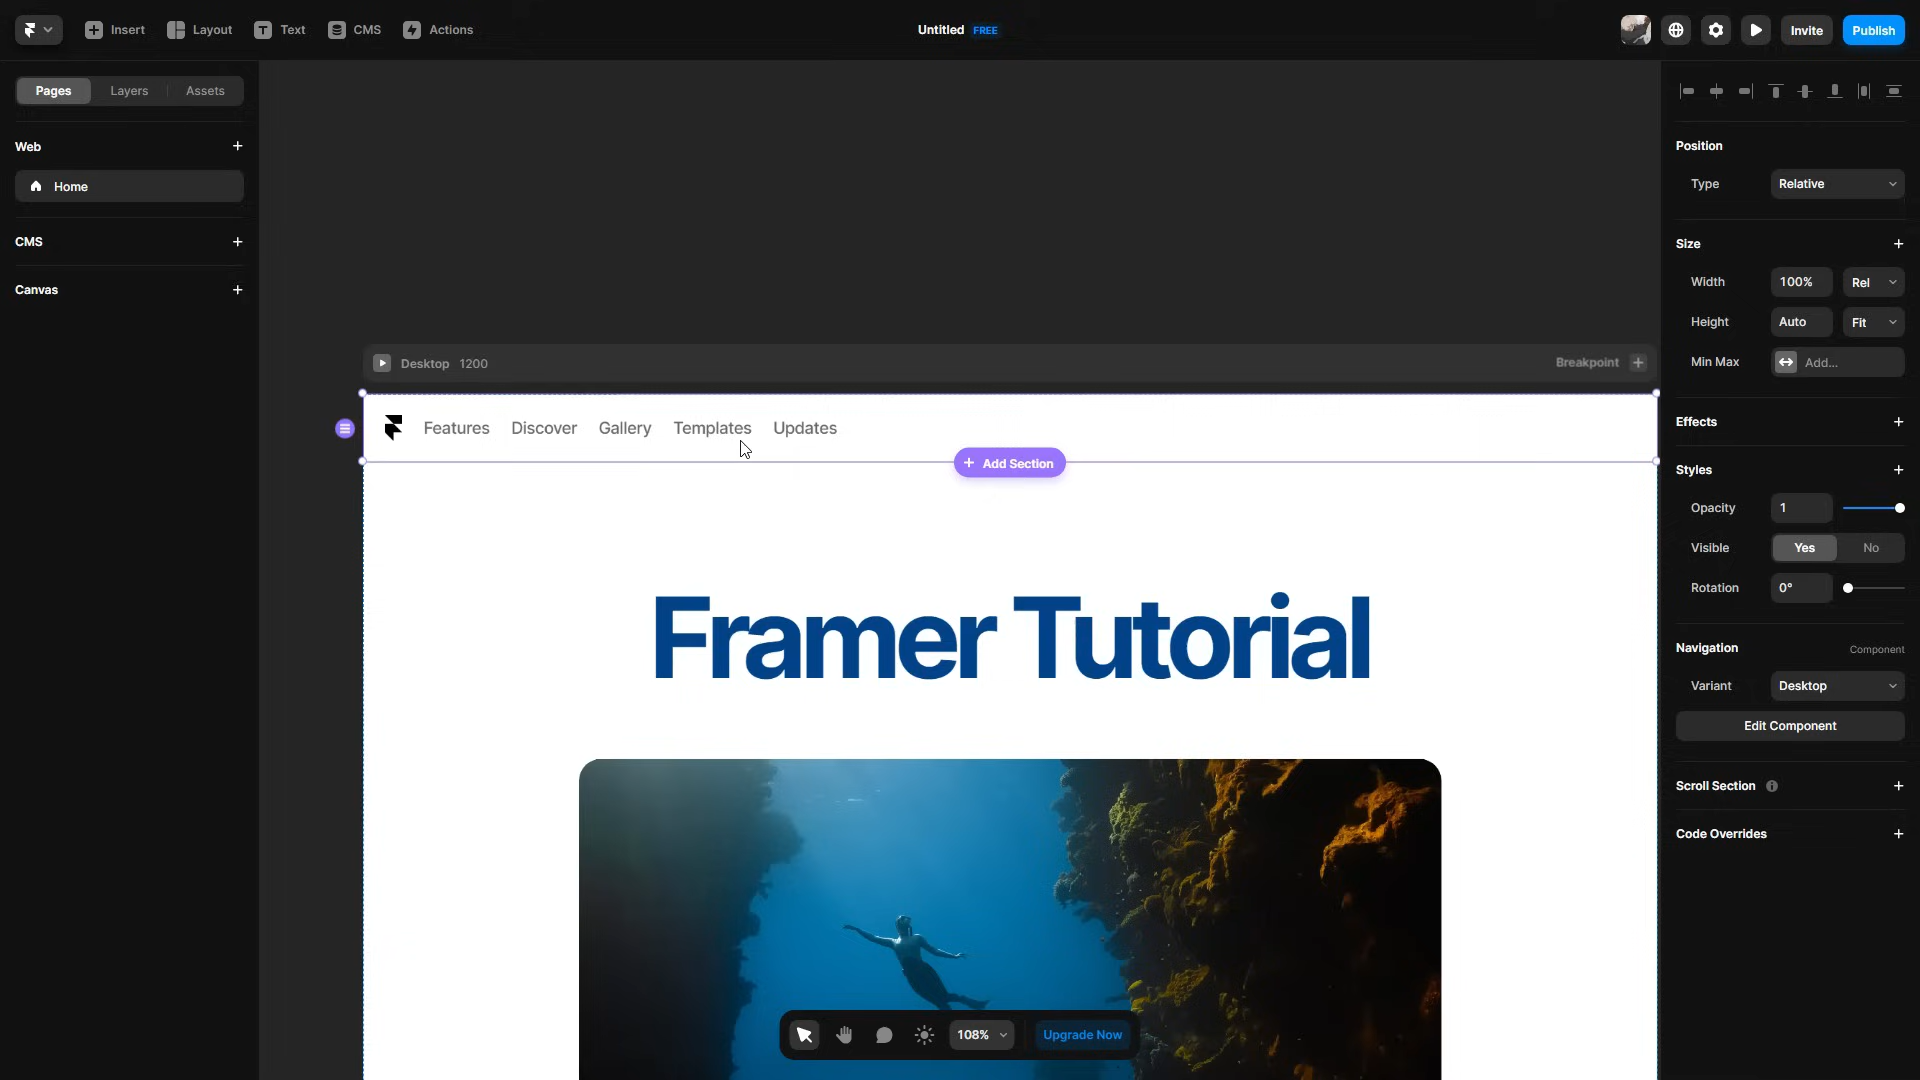 Insert Layout Text CMS Actions Untitled FREE Invite Publish
Pages Layers Assets
Web
Home
CMS
Canvas
Desktop 1200 Breakpoint
Features Discover Gallery Templates Updates
Add Section
Framer Tutorial
108% Upgrade Now
Position
Type Relative
Size
Width 100% Rel
Height Auto Fit
Min Max Add...
Effects
Styles
Opacity 1
Visible Yes No
Rotation 0°
Navigation Component
Variant Desktop
Edit Component
Scroll Section
Code Overrides